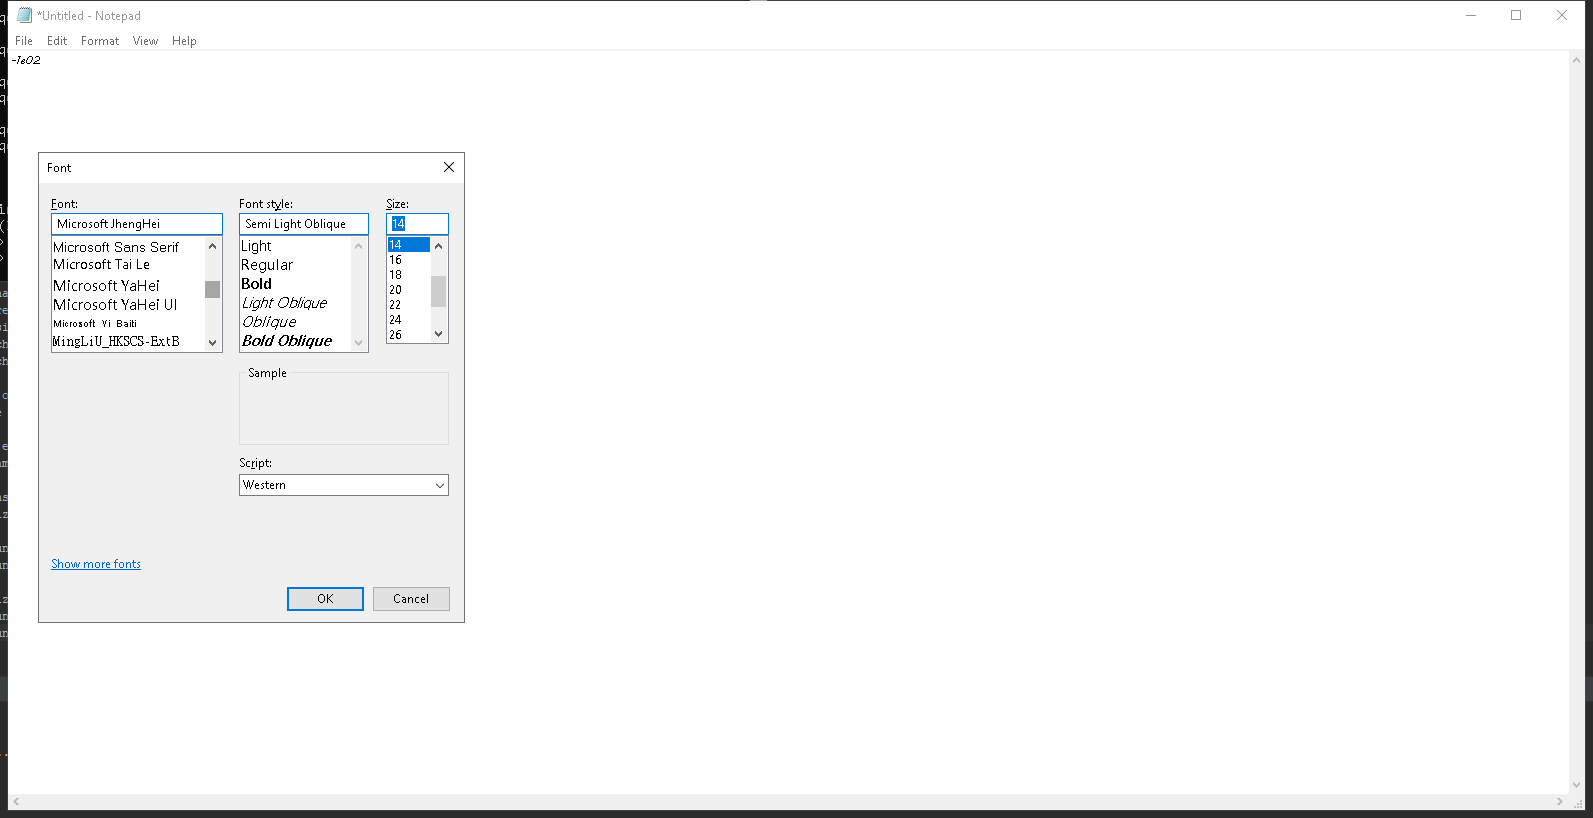 *Untitled - Notepad
File Edit Format View Help
-1e02
Font
Font: Font style: Size:
Microsoft JhengHei Semi Light Oblique 14
Microsoft Sans Serif Light 14
Microsoft Tai Le Regular 16
Microsoft YaHei Bold 18
Microsoft YaHei UI Light Oblique 20
Microsoft Yi Baiti Oblique 22
MingLiU_HKSCS-ExtB Bold Oblique 24
26
Sample
Script:
Western
Show more fonts
OK Cancel